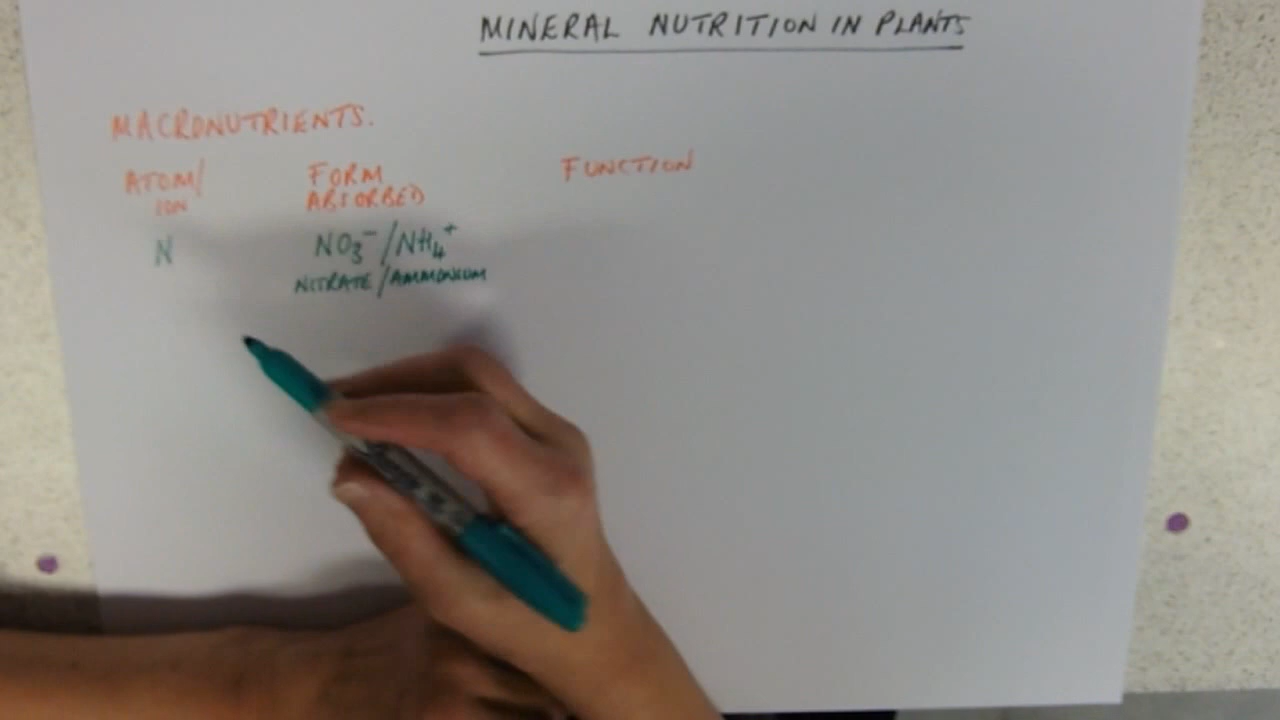 MINERAL NUTRITION IN PLANTS
MACRONUTRIENTS.
ATOM/ION
FORM ABSORBED
FUNCTION
N
NO₃⁻/NH₄⁺
NITRATE/AMMONIUM